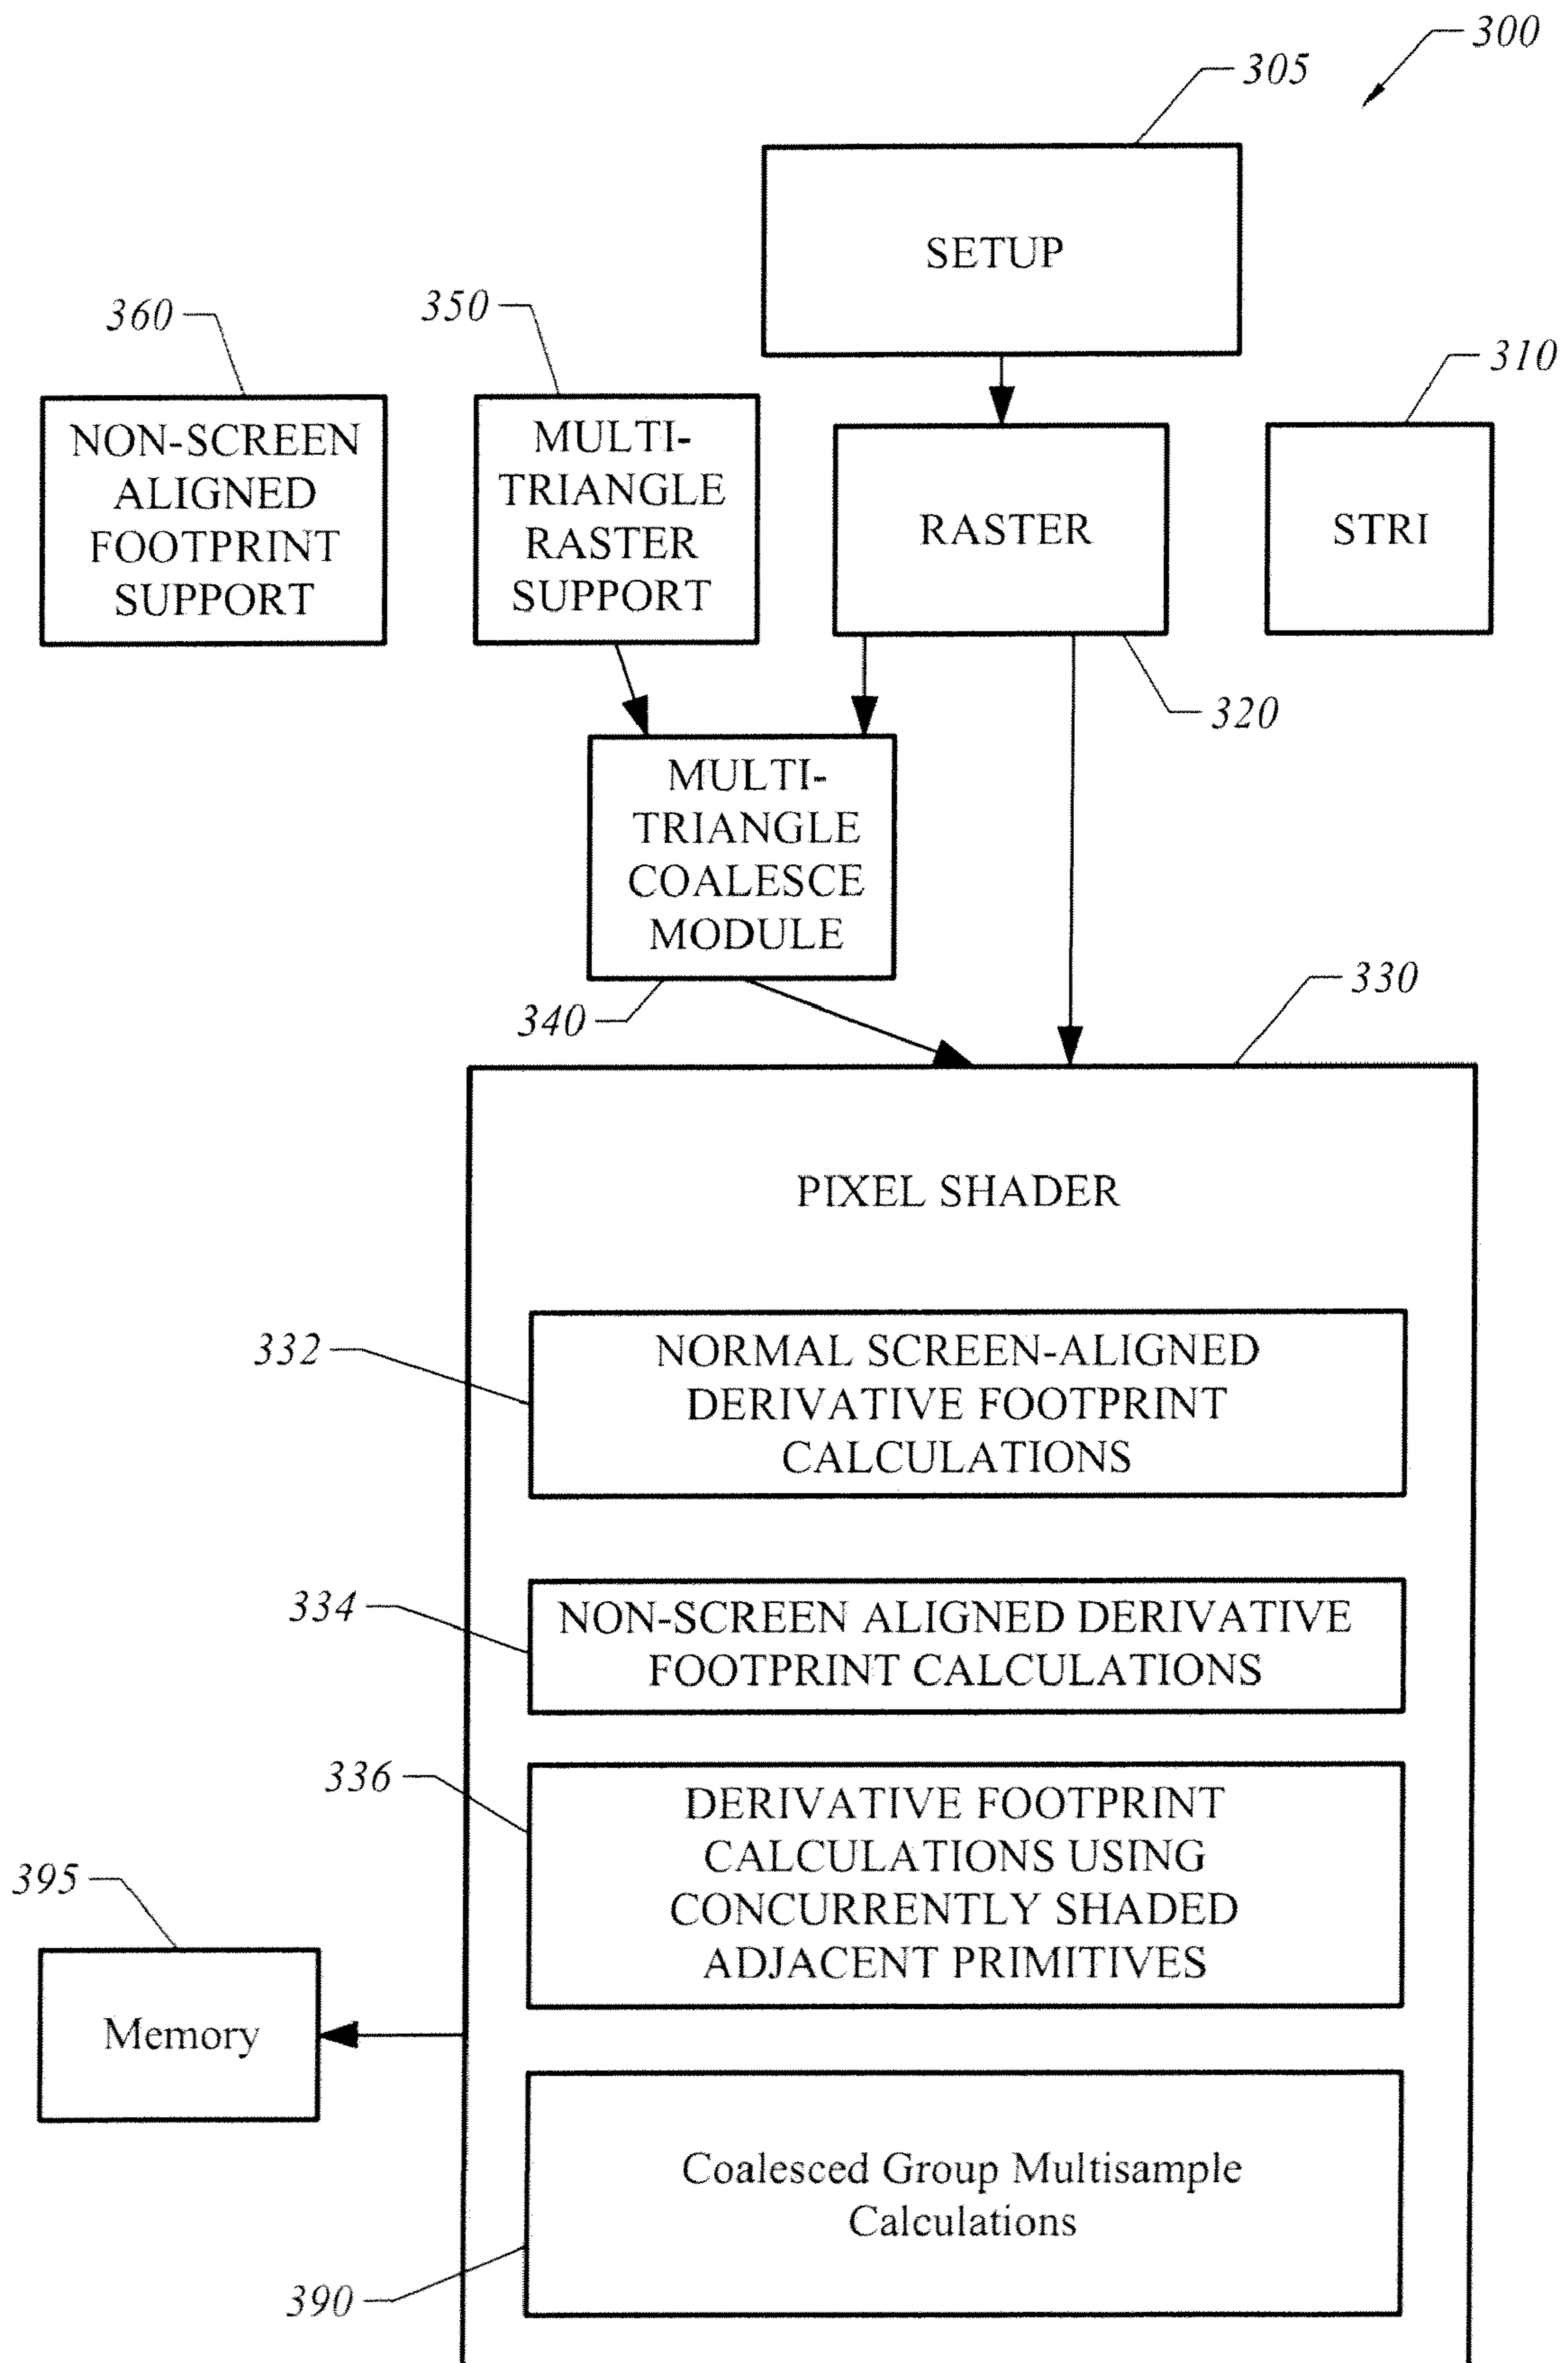 300
305
SETUP
360
350
310
NON-SCREEN
ALIGNED
FOOTPRINT
SUPPORT
MULTI-
TRIANGLE
RASTER
SUPPORT
RASTER
STRI
320
MULTI-
TRIANGLE
COALESCE
MODULE
340
330
PIXEL SHADER
332
NORMAL SCREEN-ALIGNED
DERIVATIVE FOOTPRINT
CALCULATIONS
334
NON-SCREEN ALIGNED DERIVATIVE
FOOTPRINT CALCULATIONS
336
DERIVATIVE FOOTPRINT
CALCULATIONS USING
CONCURRENTLY SHADED
ADJACENT PRIMITIVES
395
Memory
Coalesced Group Multisample
Calculations
390